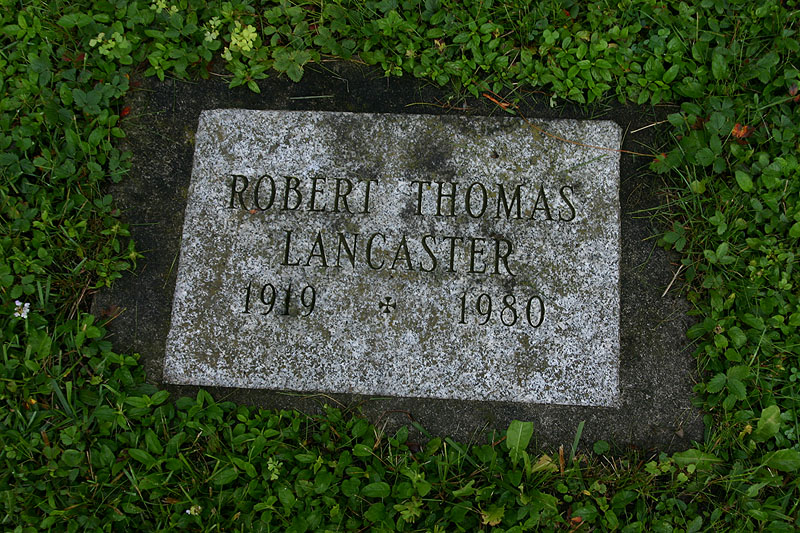 ROBERT THOMAS
LANCASTER
1919 ✠ 1980